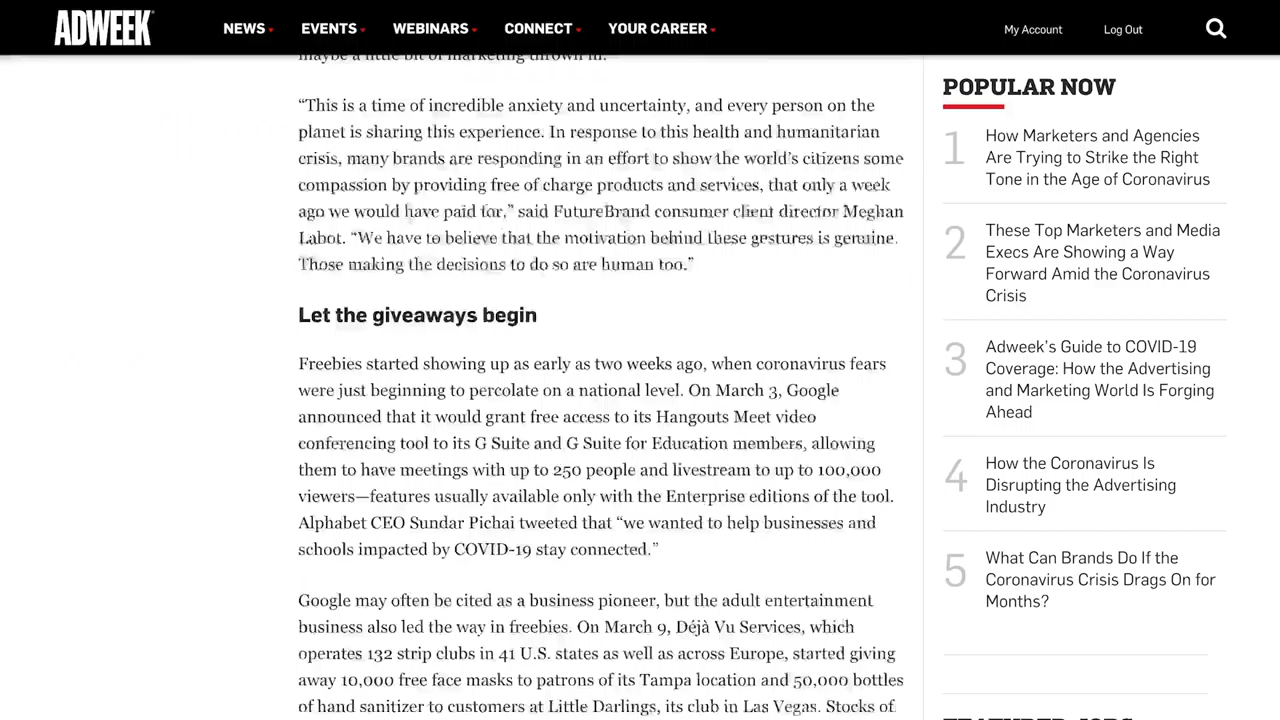 ADWEEK
NEWS EVENTS WEBINARS CONNECT YOUR CAREER My Account Log Out
maybe a little bit of marketing thrown in.
“This is a time of incredible anxiety and uncertainty, and every person on the
planet is sharing this experience. In response to this health and humanitarian
crisis, many brands are responding in an effort to show the world’s citizens some
compassion by providing free of charge products and services, that only a week
ago we would have paid for,” said FutureBrand consumer client director Meghan
Labot. “We have to believe that the motivation behind these gestures is genuine.
Those making the decisions to do so are human too.”
Let the giveaways begin
Freebies started showing up as early as two weeks ago, when coronavirus fears
were just beginning to percolate on a national level. On March 3, Google
announced that it would grant free access to its Hangouts Meet video
conferencing tool to its G Suite and G Suite for Education members, allowing
them to have meetings with up to 250 people and livestream to up to 100,000
viewers—features usually available only with the Enterprise editions of the tool.
Alphabet CEO Sundar Pichai tweeted that “we wanted to help businesses and
schools impacted by COVID-19 stay connected.”
Google may often be cited as a business pioneer, but the adult entertainment
business also led the way in freebies. On March 9, Déjà Vu Services, which
operates 132 strip clubs in 41 U.S. states as well as across Europe, started giving
away 10,000 free face masks to patrons of its Tampa location and 50,000 bottles
of hand sanitizer to customers at Little Darlings, its club in Las Vegas. Stocks of
POPULAR NOW
1 How Marketers and Agencies
Are Trying to Strike the Right
Tone in the Age of Coronavirus
2 These Top Marketers and Media
Execs Are Showing a Way
Forward Amid the Coronavirus
Crisis
3 Adweek’s Guide to COVID-19
Coverage: How the Advertising
and Marketing World Is Forging
Ahead
4 How the Coronavirus Is
Disrupting the Advertising
Industry
5 What Can Brands Do If the
Coronavirus Crisis Drags On for
Months?
FEATURED JOBS